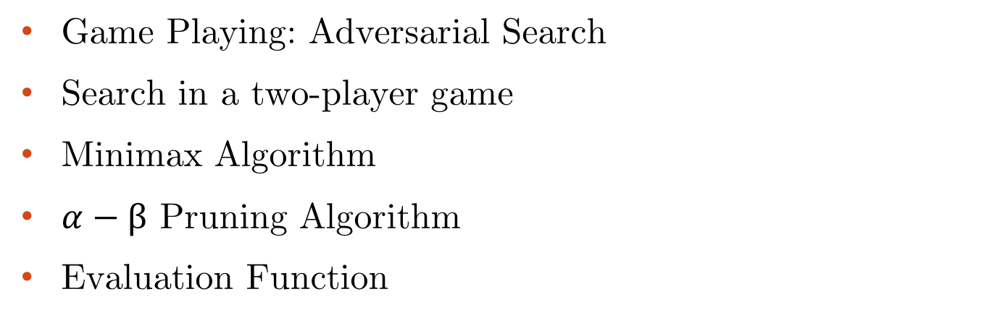 • Game Playing: Adversarial Search
• Search in a two-player game
• Minimax Algorithm
• α − β Pruning Algorithm
• Evaluation Function